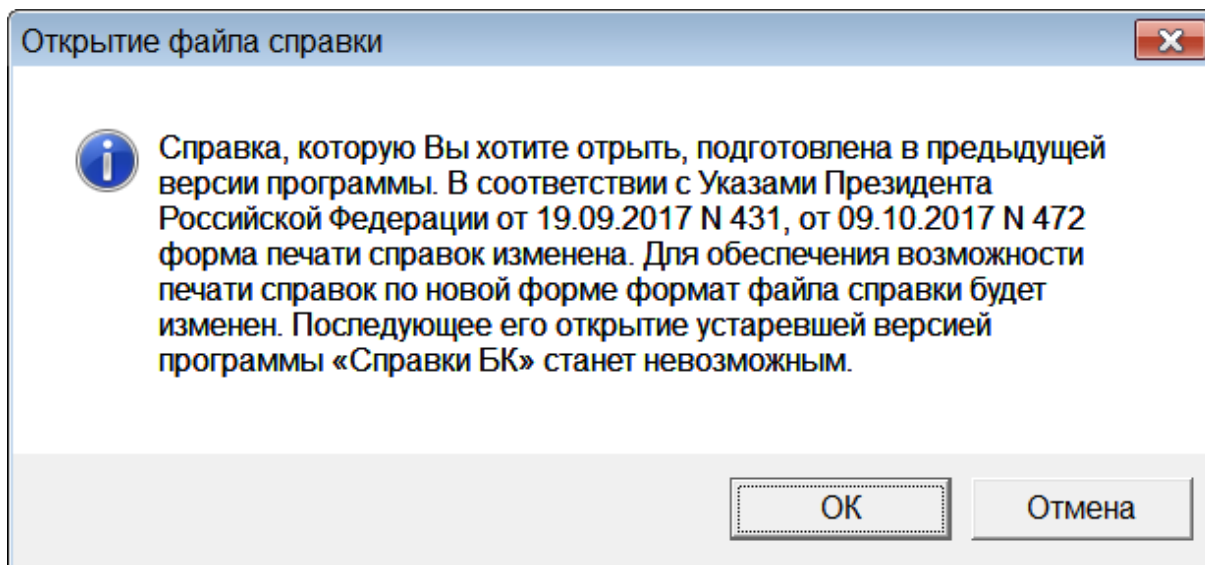 Открытие файла справки
Справка, которую Вы хотите отрыть, подготовлена в предыдущей
версии программы. В соответствии с Указами Президента
Российской Федерации от 19.09.2017 N 431, от 09.10.2017 N 472
форма печати справок изменена. Для обеспечения возможности
печати справок по новой форме формат файла справки будет
изменен. Последующее его открытие устаревшей версией
программы «Справки БК» станет невозможным.
ОК
Отмена